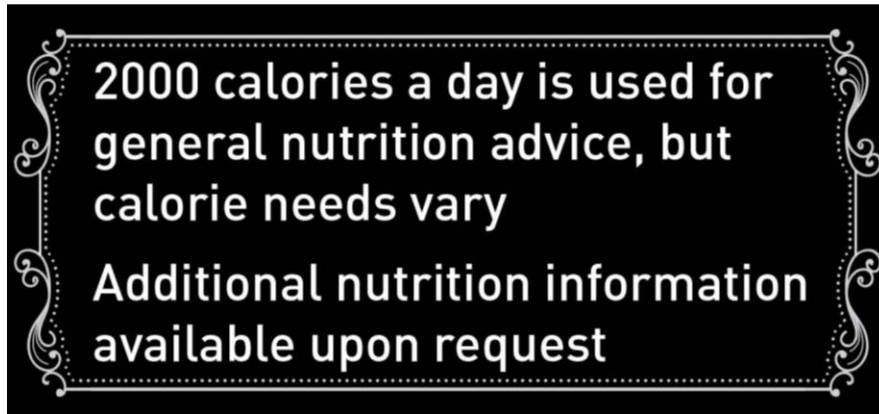 2000 calories a day is used for
general nutrition advice, but
calorie needs vary
Additional nutrition information
available upon request